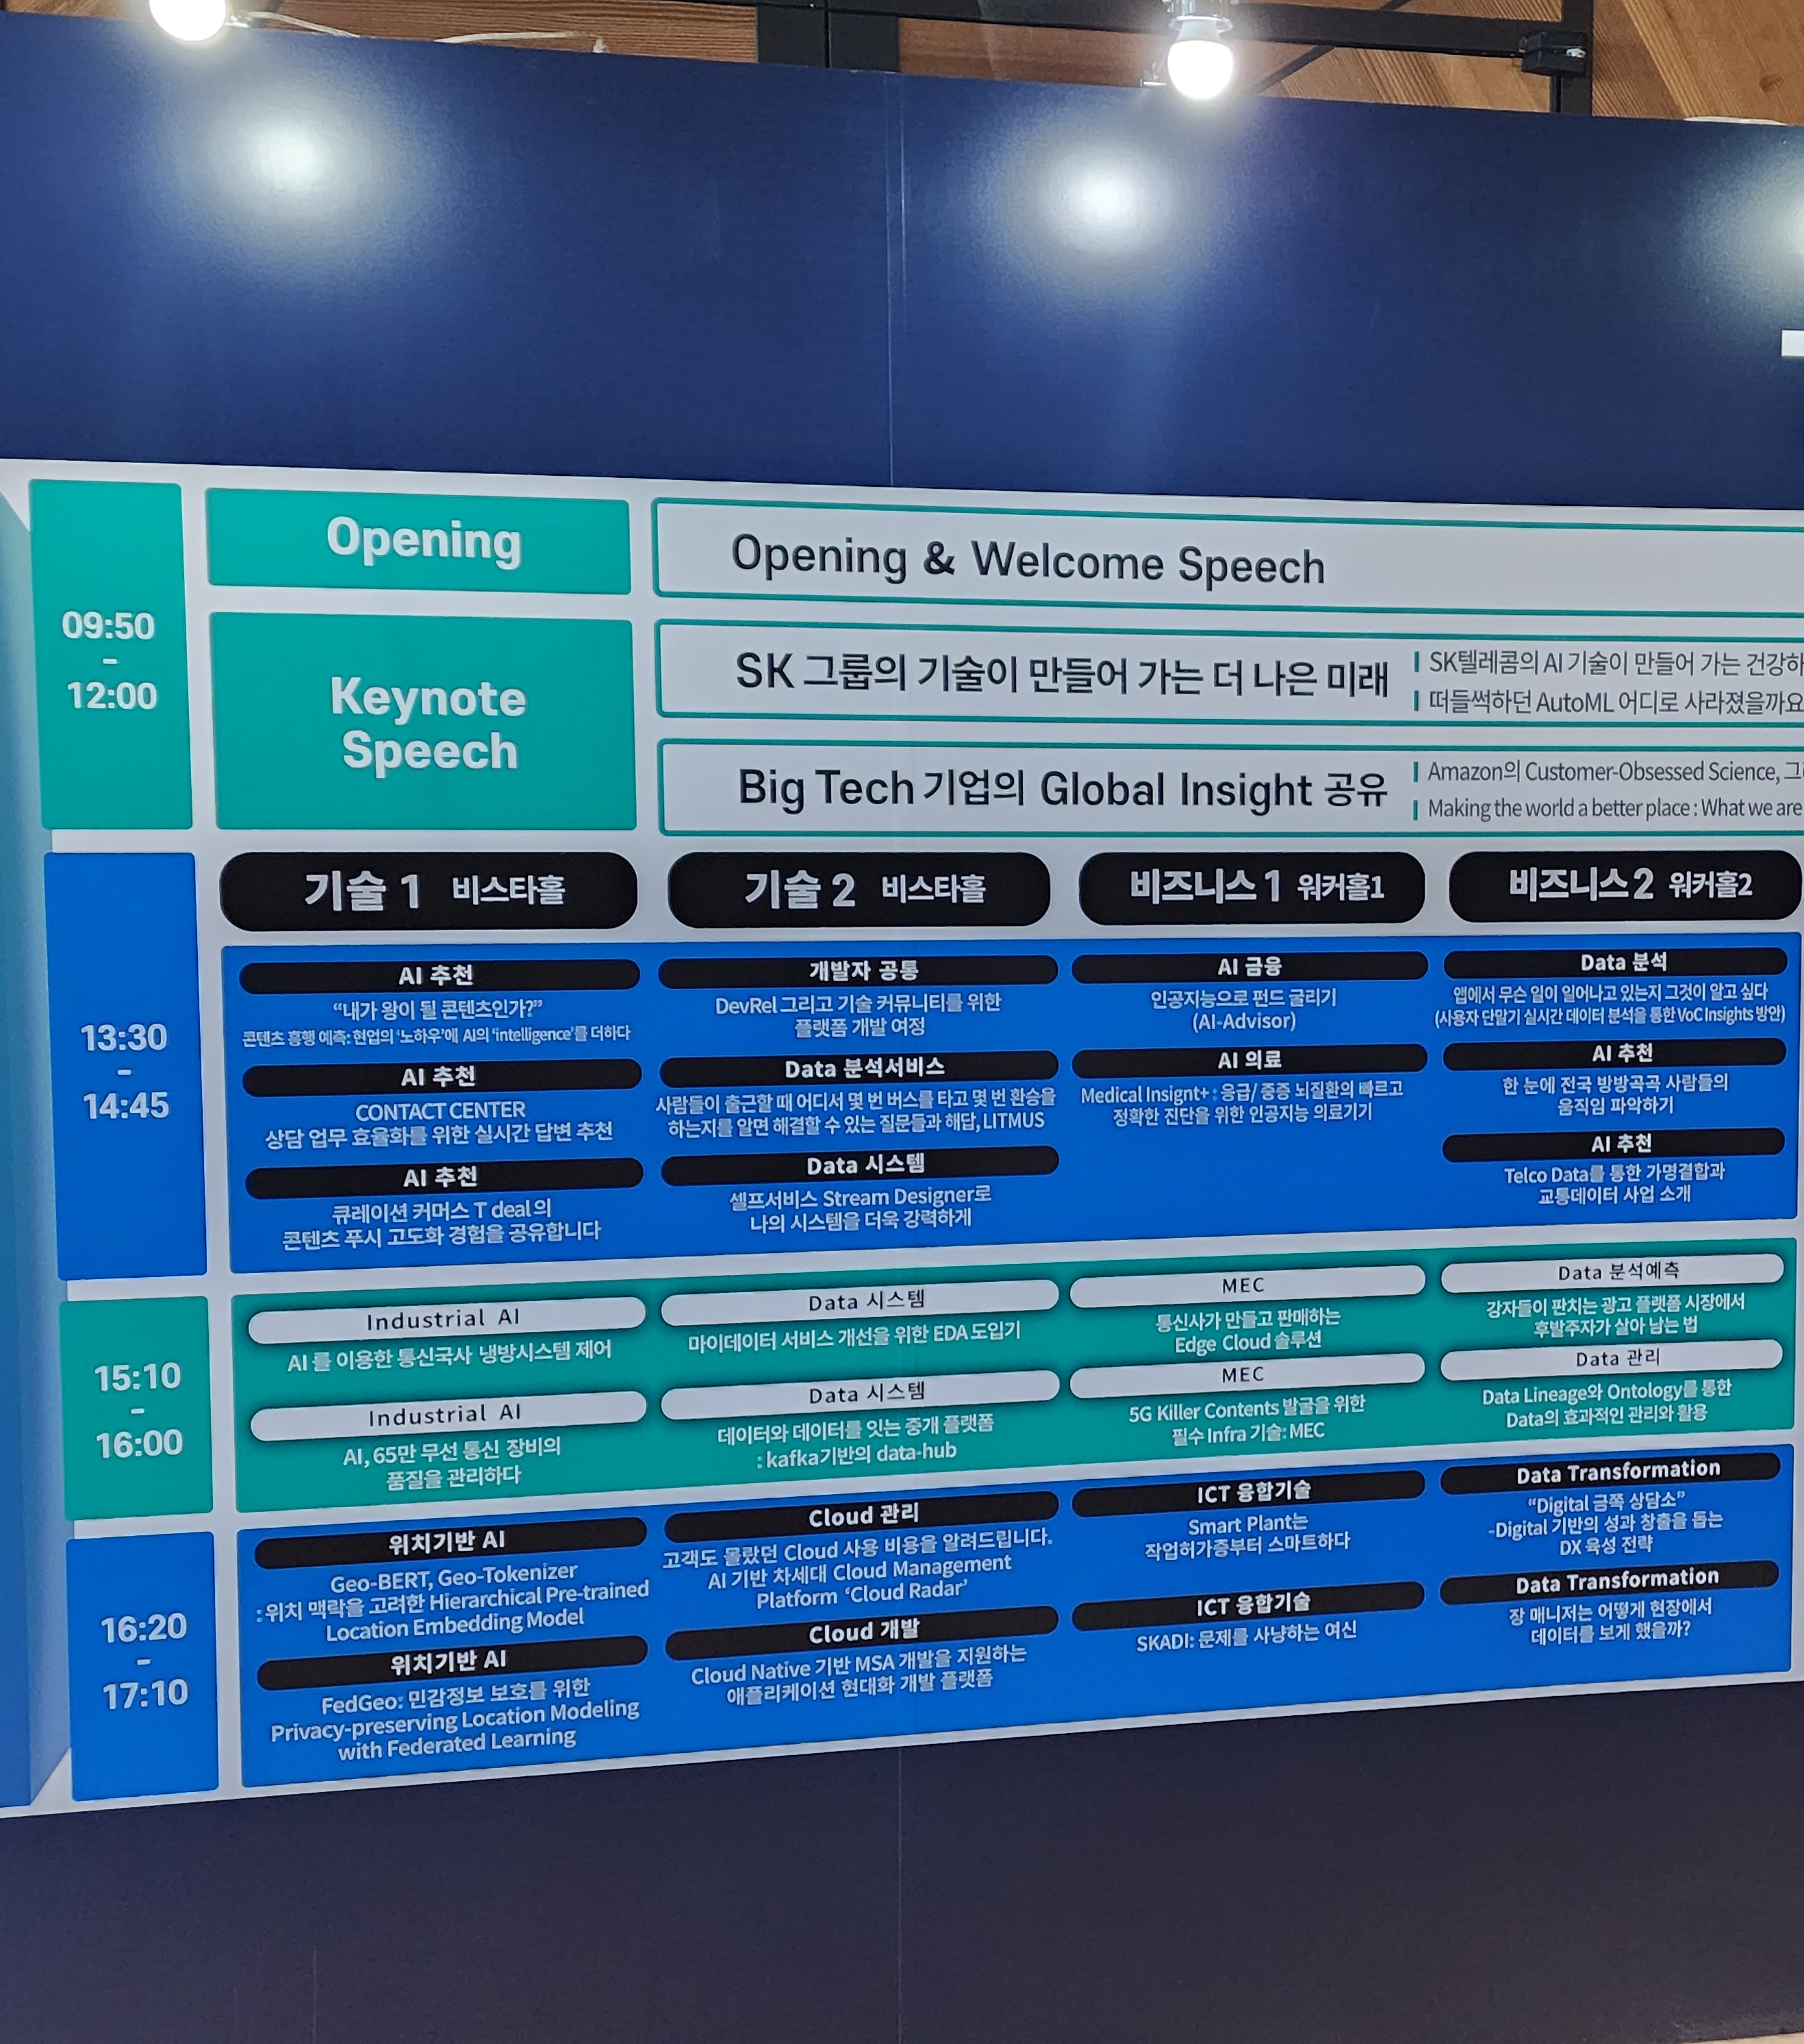 09:50
-
12:00
Opening
Opening & Welcome Speech
Keynote
Speech
SK 그룹의 기술이 만들어 가는 더 나은 미래
SK텔레콤의 AI 기술이 만들어 가는 건강하
떠들썩하던 AutoML 어디로 사라졌을까요
Big Tech 기업의 Global Insight 공유
Amazon의 Customer-Obsessed Science,
Making the world a better place : What we are
13:30
-
14:45
기술 1 비스타홀
AI 추천
“내가 왕이 될 콘텐츠인가?”
콘텐츠 흥행 예측: 현업의 ‘노하우’에 AI의 ‘intelligence’를 더하다
AI 추천
CONTACT CENTER
상담 업무 효율화를 위한 실시간 답변 추천
AI 추천
큐레이션 커머스 T deal의
콘텐츠 푸시 고도화 경험을 공유합니다
기술 2 비스타홀
개발자 공통
DevRel 그리고 기술 커뮤니티를 위한
플랫폼 개발 여정
Data 분석서비스
사람들이 출근할 때 어디서 몇 번 버스를 타고 몇 번 환승을
하는지를 알면 해결할 수 있는 질문들과 해답, LITMUS
Data 시스템
셀프서비스 Stream Designer로
나의 시스템을 더욱 강력하게
비즈니스 1 워커홀1
AI 금융
인공지능으로 펀드 굴리기
(AI-Advisor)
AI 의료
Medical Insignt+ : 응급/ 중증 뇌질환의 빠르고
정확한 진단을 위한 인공지능 의료기기
비즈니스 2 워커홀2
Data 분석
앱에서 무슨 일이 일어나고 있는지 그것이 알고 싶다
(사용자 단말기 실시간 데이터 분석을 통한 VoC Insights 방안)
AI 추천
한 눈에 전국 방방곡곡 사람들의
움직임 파악하기
AI 추천
Telco Data를 통한 가명결합과
교통데이터 사업 소개
15:10
-
16:00
Industrial AI
AI 를 이용한 통신국사 냉방시스템 제어
Industrial AI
AI, 65만 무선 통신 장비의
품질을 관리하다
Data 시스템
마이데이터 서비스 개선을 위한 EDA 도입기
Data 시스템
데이터와 데이터를 잇는 중개 플랫폼
: kafka기반의 data-hub
MEC
통신사가 만들고 판매하는
Edge Cloud 솔루션
MEC
5G Killer Contents 발굴을 위한
필수 Infra 기술: MEC
Data 분석예측
강자들이 판치는 광고 플랫폼 시장에서
후발주자가 살아 남는 법
Data 관리
Data Lineage와 Ontology를 통한
Data의 효과적인 관리와 활용
16:20
-
17:10
위치기반 AI
Geo-BERT, Geo-Tokenizer
: 위치 맥락을 고려한 Hierarchical Pre-trained
Location Embedding Model
위치기반 AI
FedGeo: 민감정보 보호를 위한
Privacy-preserving Location Modeling
with Federated Learning
Cloud 관리
고객도 몰랐던 Cloud 사용 비용을 알려드립니다.
AI 기반 차세대 Cloud Management
Platform ‘Cloud Radar’
Cloud 개발
Cloud Native 기반 MSA 개발을 지원하는
애플리케이션 현대화 개발 플랫폼
ICT 융합기술
Smart Plant는
작업허가증부터 스마트하다
ICT 융합기술
SKADI: 문제를 사냥하는 여신
Data Transformation
“Digital 금쪽 상담소”
-Digital 기반의 성과 창출을 돕는
DX 육성 전략
Data Transformation
장 매니저는 어떻게 현장에서
데이터를 보게 했을까?